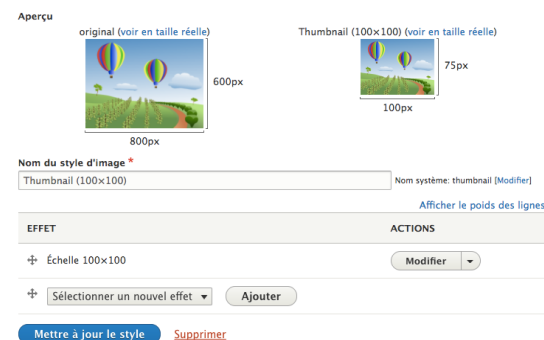 Aperçu
original (voir en taille réelle)
Thumbnail (100×100) (voir en taille réelle)
600px
75px
800px
100px
Nom du style d'image *
Thumbnail (100×100)
Nom système: thumbnail [Modifier]
Afficher le poids des lignes
EFFET ACTIONS
Échelle 100×100 Modifier
Sélectionner un nouvel effet Ajouter
Mettre à jour le style Supprimer